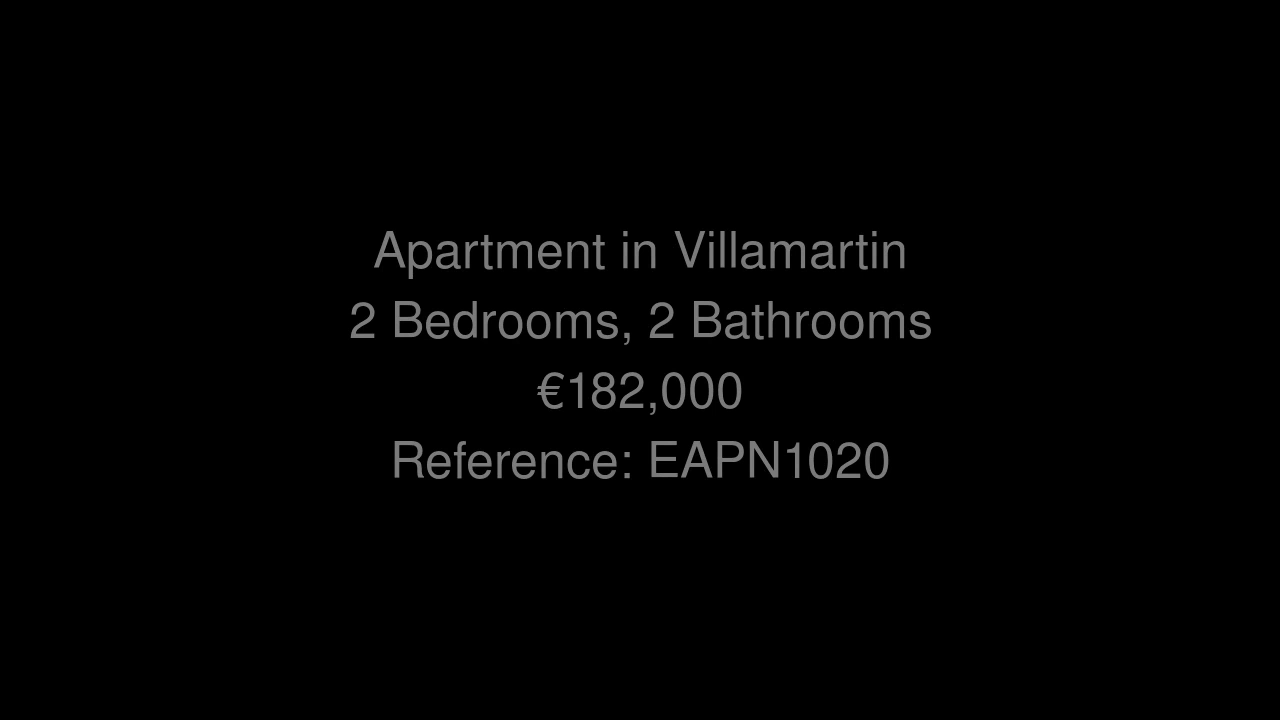 Apartment in Villamartin
2 Bedrooms, 2 Bathrooms
€182,000
Reference: EAPN1020